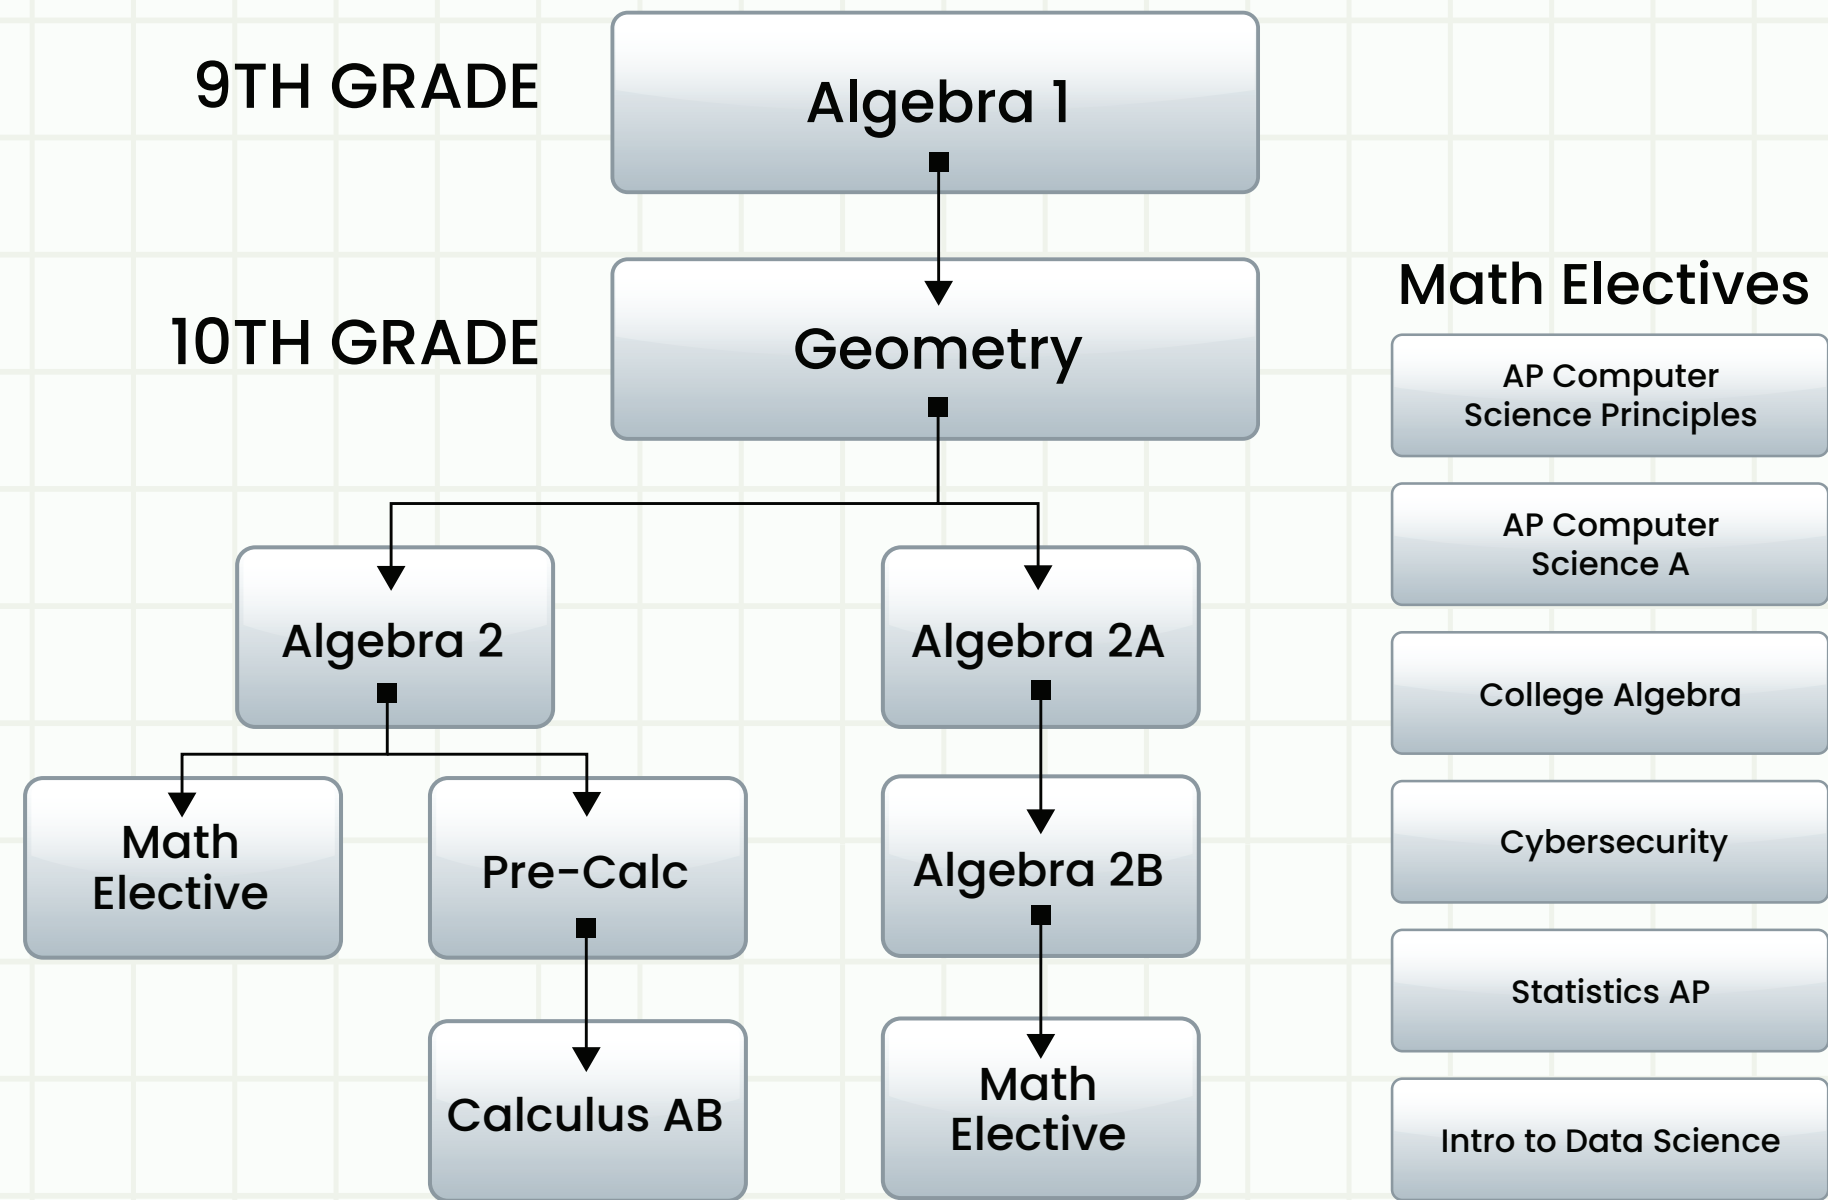 9TH GRADE
Algebra 1
10TH GRADE
Geometry
Algebra 2
Algebra 2A
Math
Elective
Pre-Calc
Algebra 2B
Calculus AB
Math
Elective
Math Electives
AP Computer
Science Principles
AP Computer
Science A
College Algebra
Cybersecurity
Statistics AP
Intro to Data Science